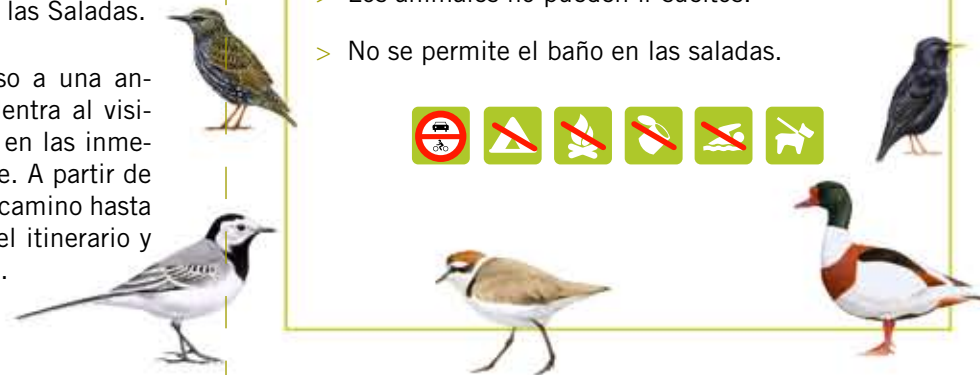 las Saladas.
so a una an-
entra al visi-
en las inme-
e. A partir de
camino hasta
el itinerario y
.
> No se permite el baño en las saladas.